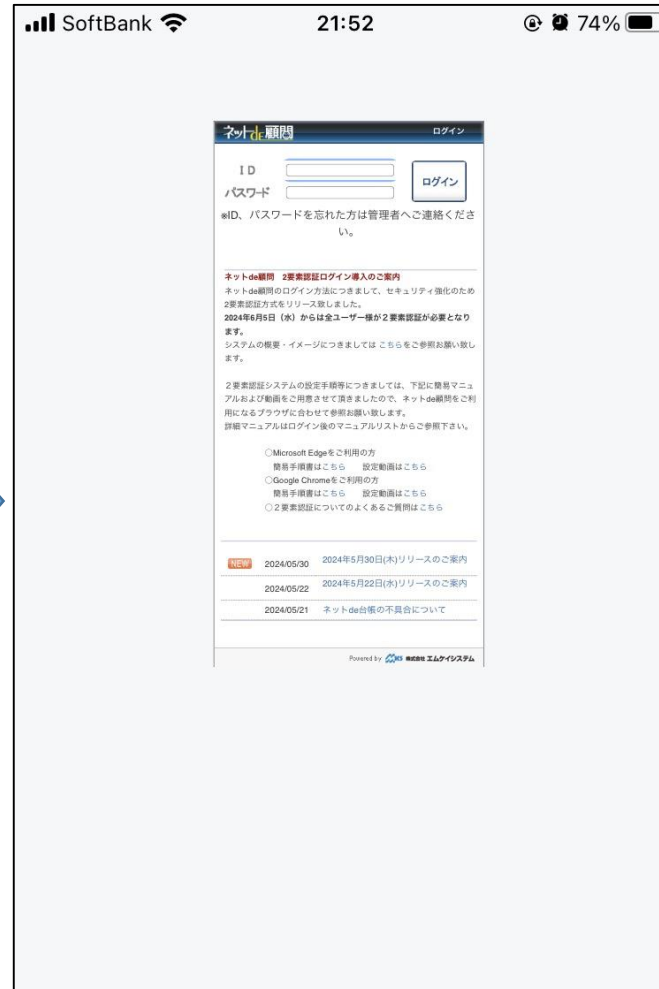 SoftBank 21:52 74%
ネットde顧問 ログイン
ID
パスワード
ログイン
※ID、パスワードを忘れた方は管理者へご連絡くださ
い。
ネットde顧問 2要素認証ログイン導入のご案内
ネットde顧問のログイン方法につきまして、セキュリティ強化のため
2要素認証方式をリリース致しました。
2024年6月5日（水）からは全ユーザー様が２要素認証が必要となり
ます。
システムの概要・イメージにつきましては こちらをご参照お願い致し
ます。
２要素認証システムの設定手順等につきましては、下記に簡易マニュ
アルおよび動画をご用意させて頂きましたので、ネットde顧問をご利
用になるブラウザに合わせて参照お願い致します。
詳細マニュアルはログイン後のマニュアルリストからご参照下さい。
○Microsoft Edgeをご利用の方
簡易手順書はこちら 設定動画はこちら
○Google Chromeをご利用の方
簡易手順書はこちら 設定動画はこちら
○２要素認証についてのよくあるご質問はこちら
NEW 2024/05/30 2024年5月30日(木)リリースのご案内
2024/05/22 2024年5月22日(水)リリースのご案内
2024/05/21 ネットde台帳の不具合について
Powered by MKS 株式会社 エムケイシステム